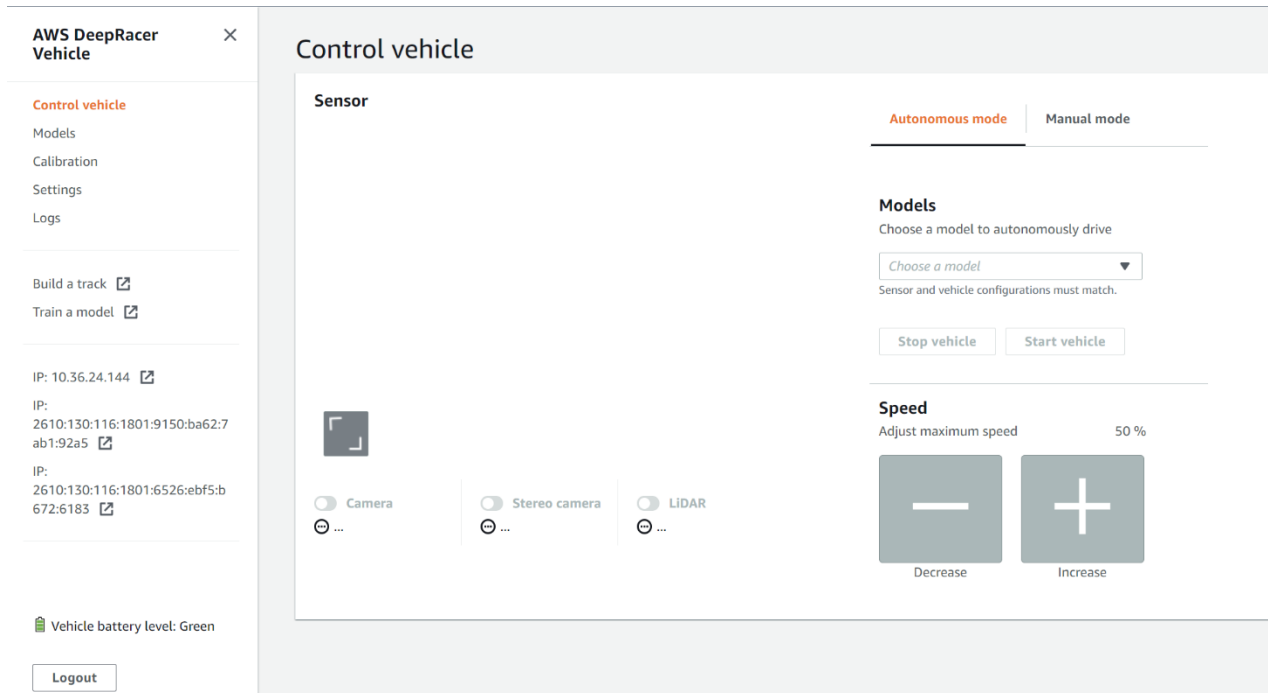 AWS DeepRacer
Vehicle
Control vehicle
Models
Calibration
Settings
Logs
Build a track
Train a model
IP: 10.36.24.144
IP:
2610:130:116:1801:9150:ba62:7
ab1:92a5
IP:
2610:130:116:1801:6526:ebf5:b
672:6183
Vehicle battery level: Green
Logout
Control vehicle
Sensor
Camera
...
Stereo camera
...
LiDAR
...
Autonomous mode
Manual mode
Models
Choose a model to autonomously drive
Choose a model
Sensor and vehicle configurations must match.
Stop vehicle
Start vehicle
Speed
Adjust maximum speed 50 %
Decrease
Increase